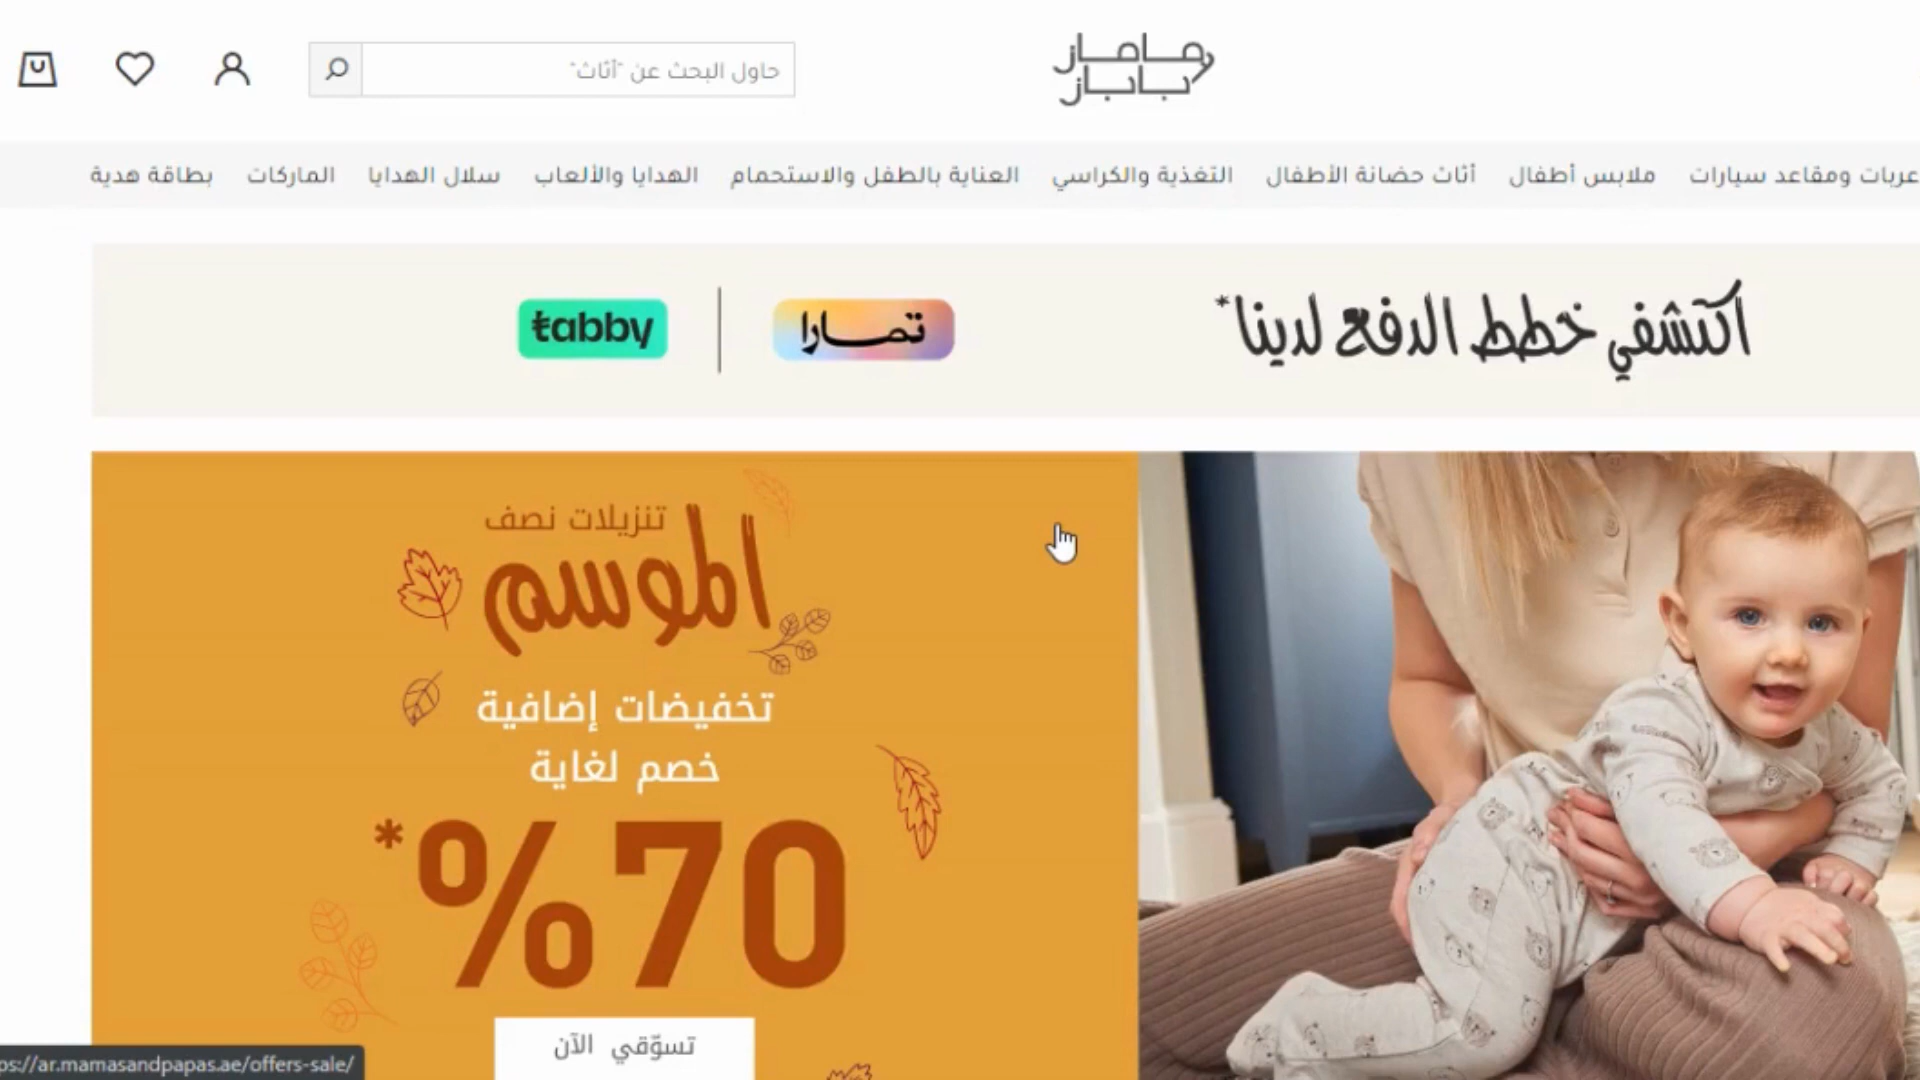 ماماز
وباباز
حاول البحث عن "أثاث"
عربات ومقاعد سيارات ملابس أطفال أثاث حضانة الأطفال التغذية والكراسي العناية بالطفل والاستحمام الهدايا والألعاب سلال الهدايا الماركات بطاقة هدية
اكتشفي خطط الدفع لدينا*
تمارا
tabby
تنزيلات نصف
الموسم
تخفيضات إضافية
خصم لغاية
70%*
تسوّقي الآن
ps://ar.mamasandpapas.ae/offers-sale/